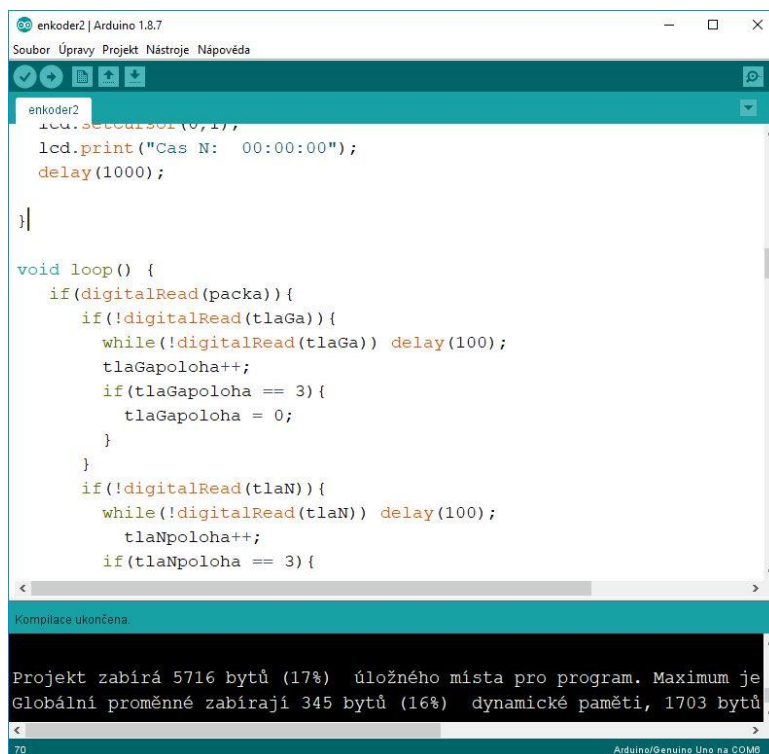 enkoder2 | Arduino 1.8.7
Soubor Úpravy Projekt Nástroje Nápověda
enkoder2
lcd.setCursor(0,1);
lcd.print("Cas N:  00:00:00");
delay(1000);
}
void loop() {
if(digitalRead(packa)){
if(!digitalRead(tlaGa)){
while(!digitalRead(tlaGa)) delay(100);
tlaGapoloha++;
if(tlaGapoloha == 3){
tlaGapoloha = 0;
}
}
if(!digitalRead(tlaN)){
while(!digitalRead(tlaN)) delay(100);
tlaNpoloha++;
if(tlaNpoloha == 3){
Kompilace ukončena.
Projekt zabírá 5716 bytů (17%)  úložného místa pro program. Maximum je
Globální proměnné zabírají 345 bytů (16%)  dynamické paměti, 1703 bytů
70
Arduino/Genuino Uno na COM6